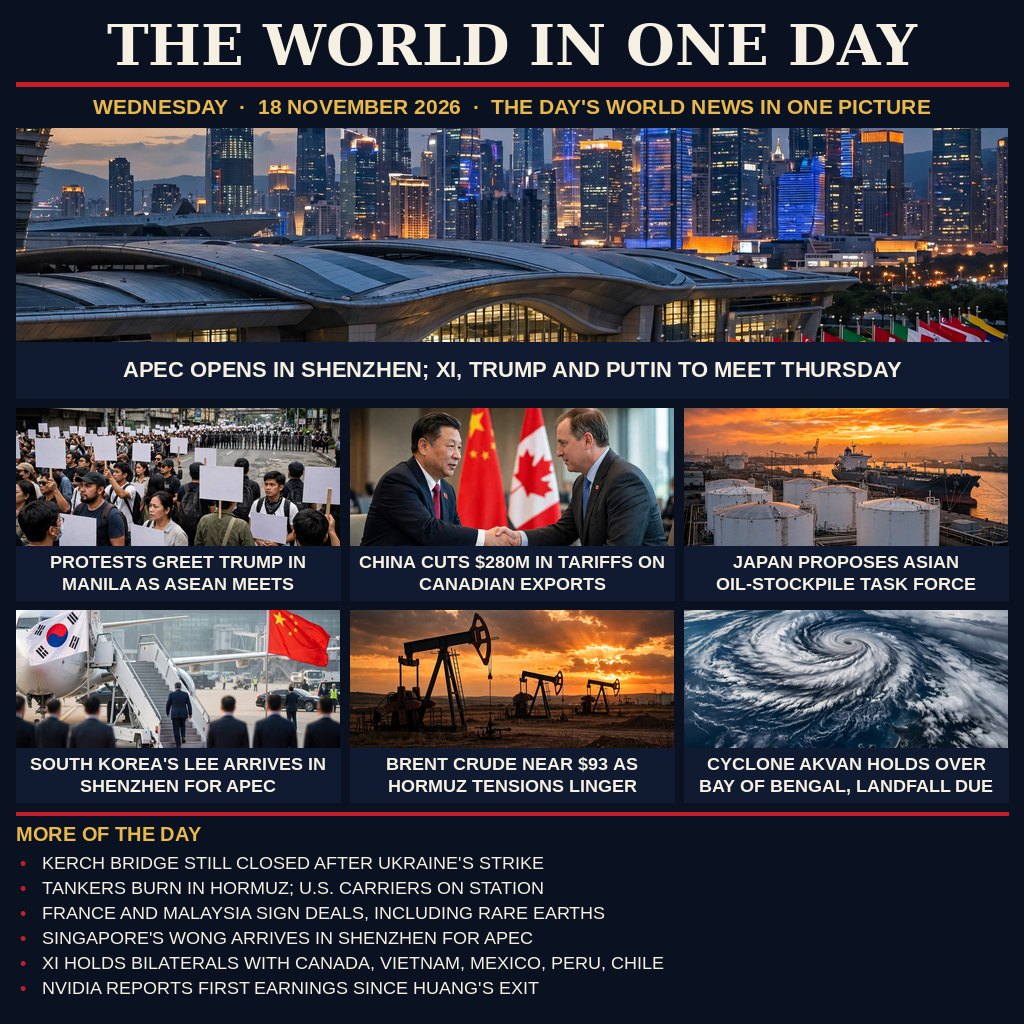 THE WORLD IN ONE DAY
WEDNESDAY · 18 NOVEMBER 2026 · THE DAY'S WORLD NEWS IN ONE PICTURE
APEC OPENS IN SHENZHEN; XI, TRUMP AND PUTIN TO MEET THURSDAY
PROTESTS GREET TRUMP IN
MANILA AS ASEAN MEETS
CHINA CUTS $280M IN TARIFFS ON
CANADIAN EXPORTS
JAPAN PROPOSES ASIAN
OIL-STOCKPILE TASK FORCE
SOUTH KOREA'S LEE ARRIVES IN
SHENZHEN FOR APEC
BRENT CRUDE NEAR $93 AS
HORMUZ TENSIONS LINGER
CYCLONE AKVAN HOLDS OVER
BAY OF BENGAL, LANDFALL DUE
MORE OF THE DAY
• KERCH BRIDGE STILL CLOSED AFTER UKRAINE'S STRIKE
• TANKERS BURN IN HORMUZ; U.S. CARRIERS ON STATION
• FRANCE AND MALAYSIA SIGN DEALS, INCLUDING RARE EARTHS
• SINGAPORE'S WONG ARRIVES IN SHENZHEN FOR APEC
• XI HOLDS BILATERALS WITH CANADA, VIETNAM, MEXICO, PERU, CHILE
• NVIDIA REPORTS FIRST EARNINGS SINCE HUANG'S EXIT